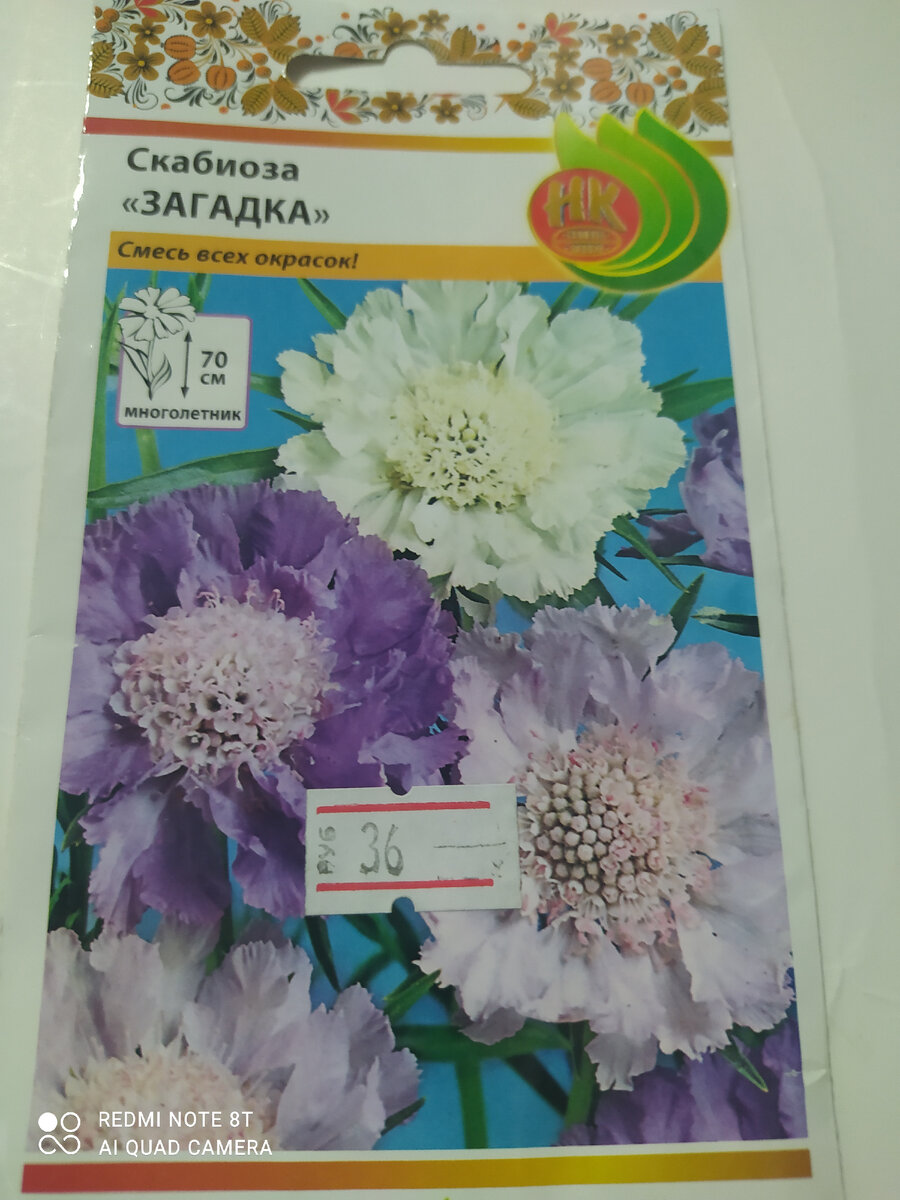 Скабиоза
«ЗАГАДКА»
НК
Смесь всех окрасок!
70
см
многолетник
РУБ 36
REDMI NOTE 8T
AI QUAD CAMERA